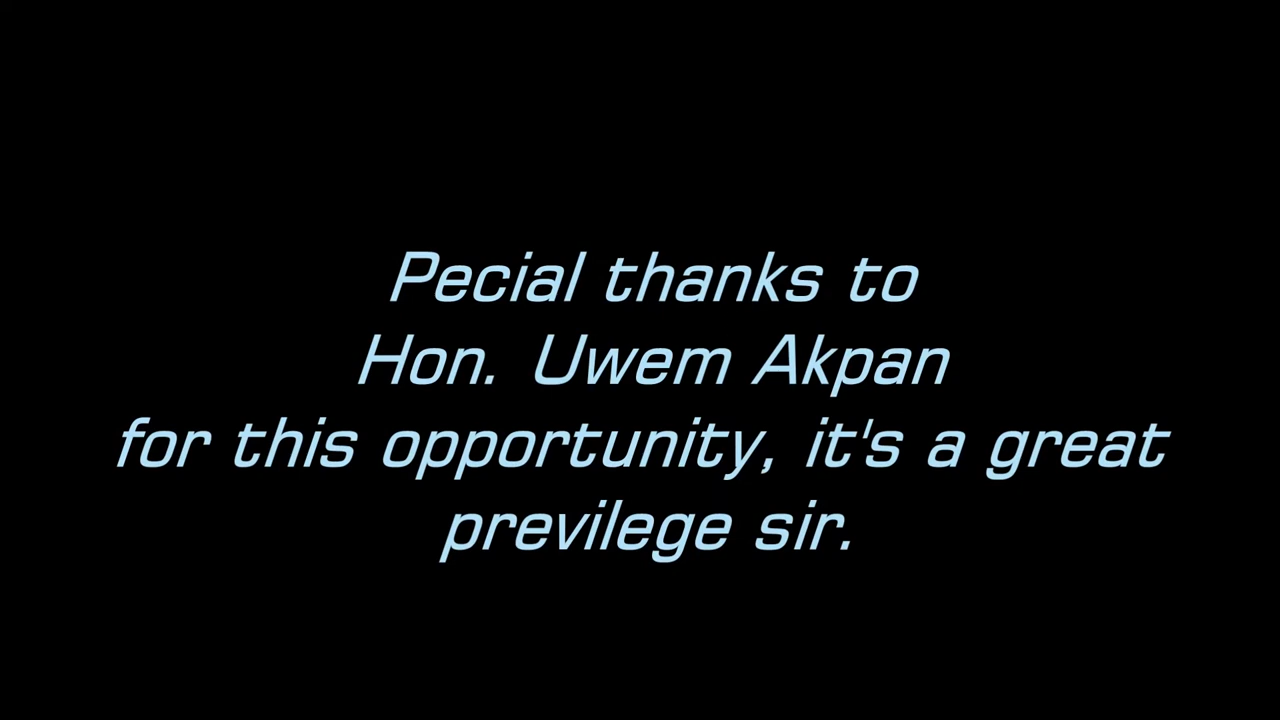 Pecial thanks to
Hon. Uwem Akpan
for this opportunity, it's a great
previlege sir.